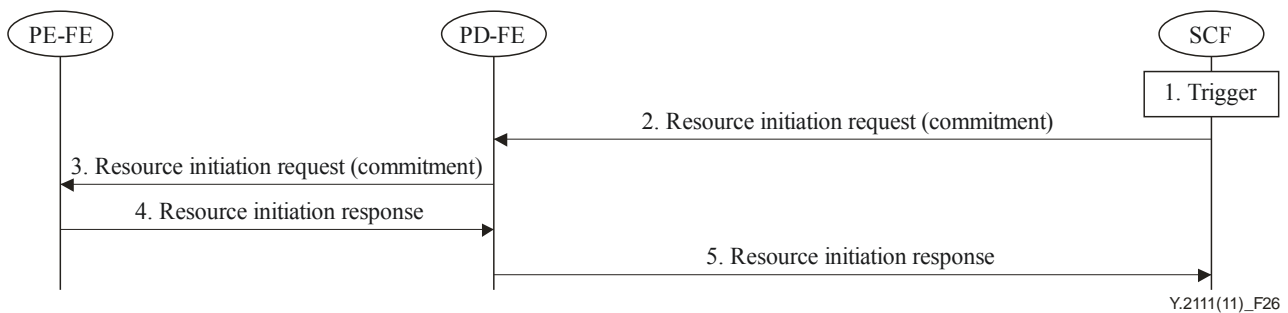 PE-FE
PD-FE
SCF
1. Trigger
2. Resource initiation request (commitment)
3. Resource initiation request (commitment)
4. Resource initiation response
5. Resource initiation response
Y.2111(11)_F26